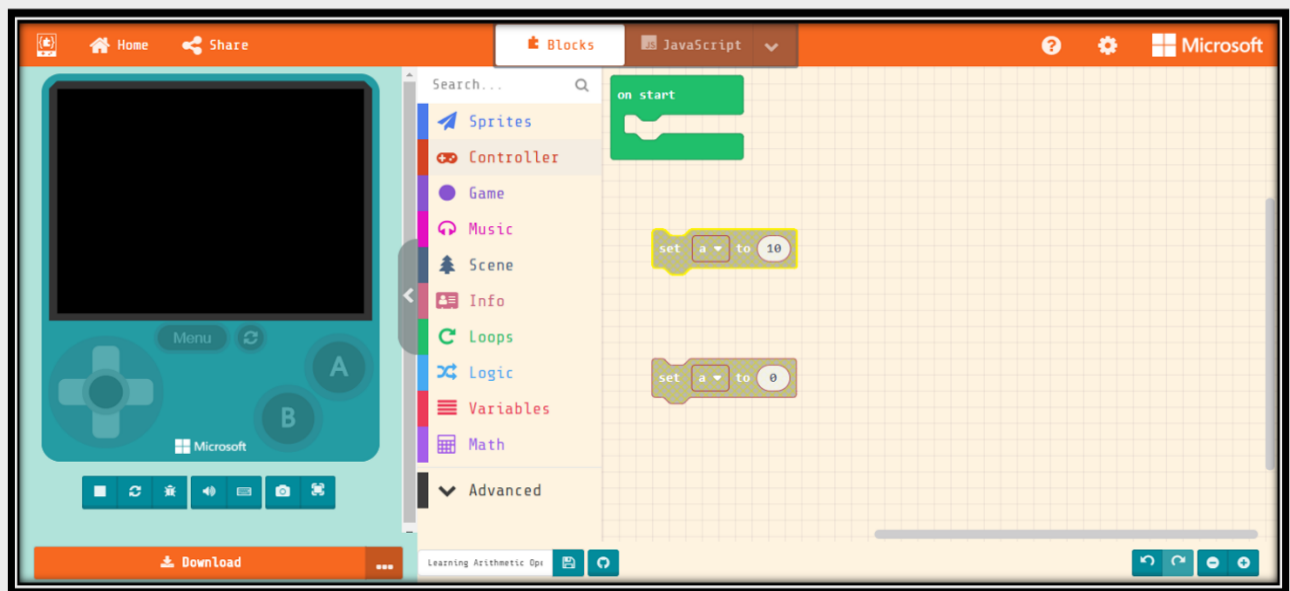 Home Share Blocks JavaScript Microsoft
Menu
A
B
Microsoft
Download
Search...
Sprites
Controller
Game
Music
Scene
Info
Loops
Logic
Variables
Math
Advanced
Learning Arithmetic Ope
on start
set a to 10
set a to 0